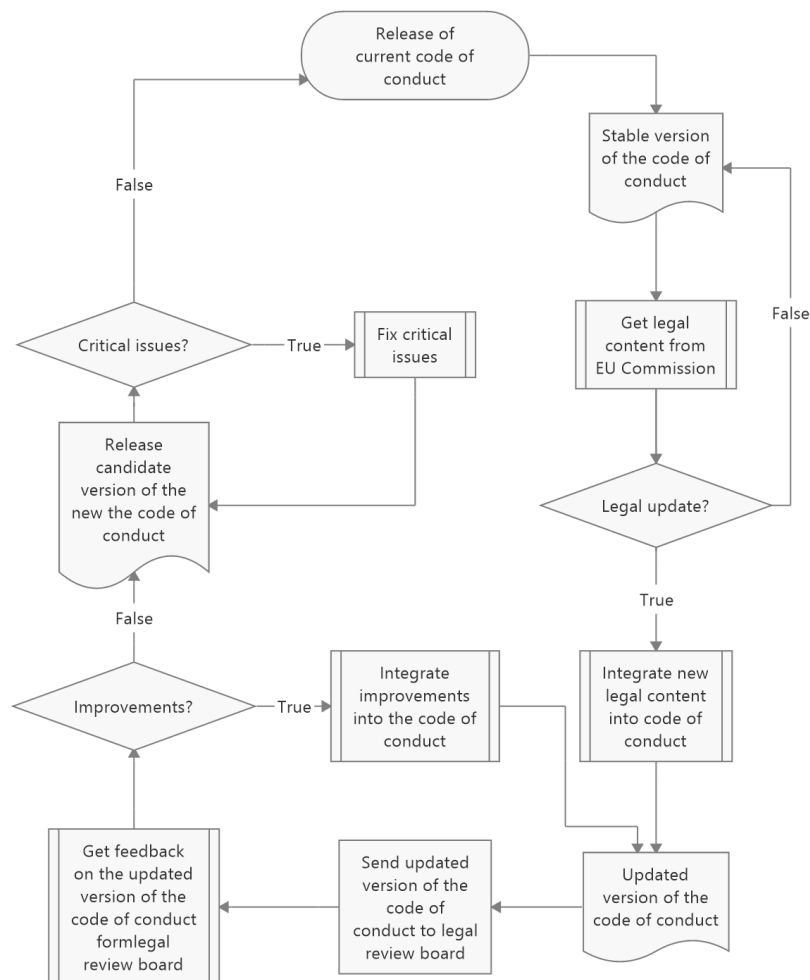 Release of
current code of
conduct
Stable version
of the code of
conduct
False
False
Get legal
content from
EU Commission
Critical issues?
True
Fix critical
issues
Release
candidate
version of the
new the code of
conduct
Legal update?
True
False
Improvements?
True
Integrate
improvements
into the code of
conduct
Integrate new
legal content
into code of
conduct
Get feedback
on the updated
version of the
code of conduct
formlegal
review board
Send updated
version of the
code of
conduct to legal
review board
Updated
version of the
code of conduct